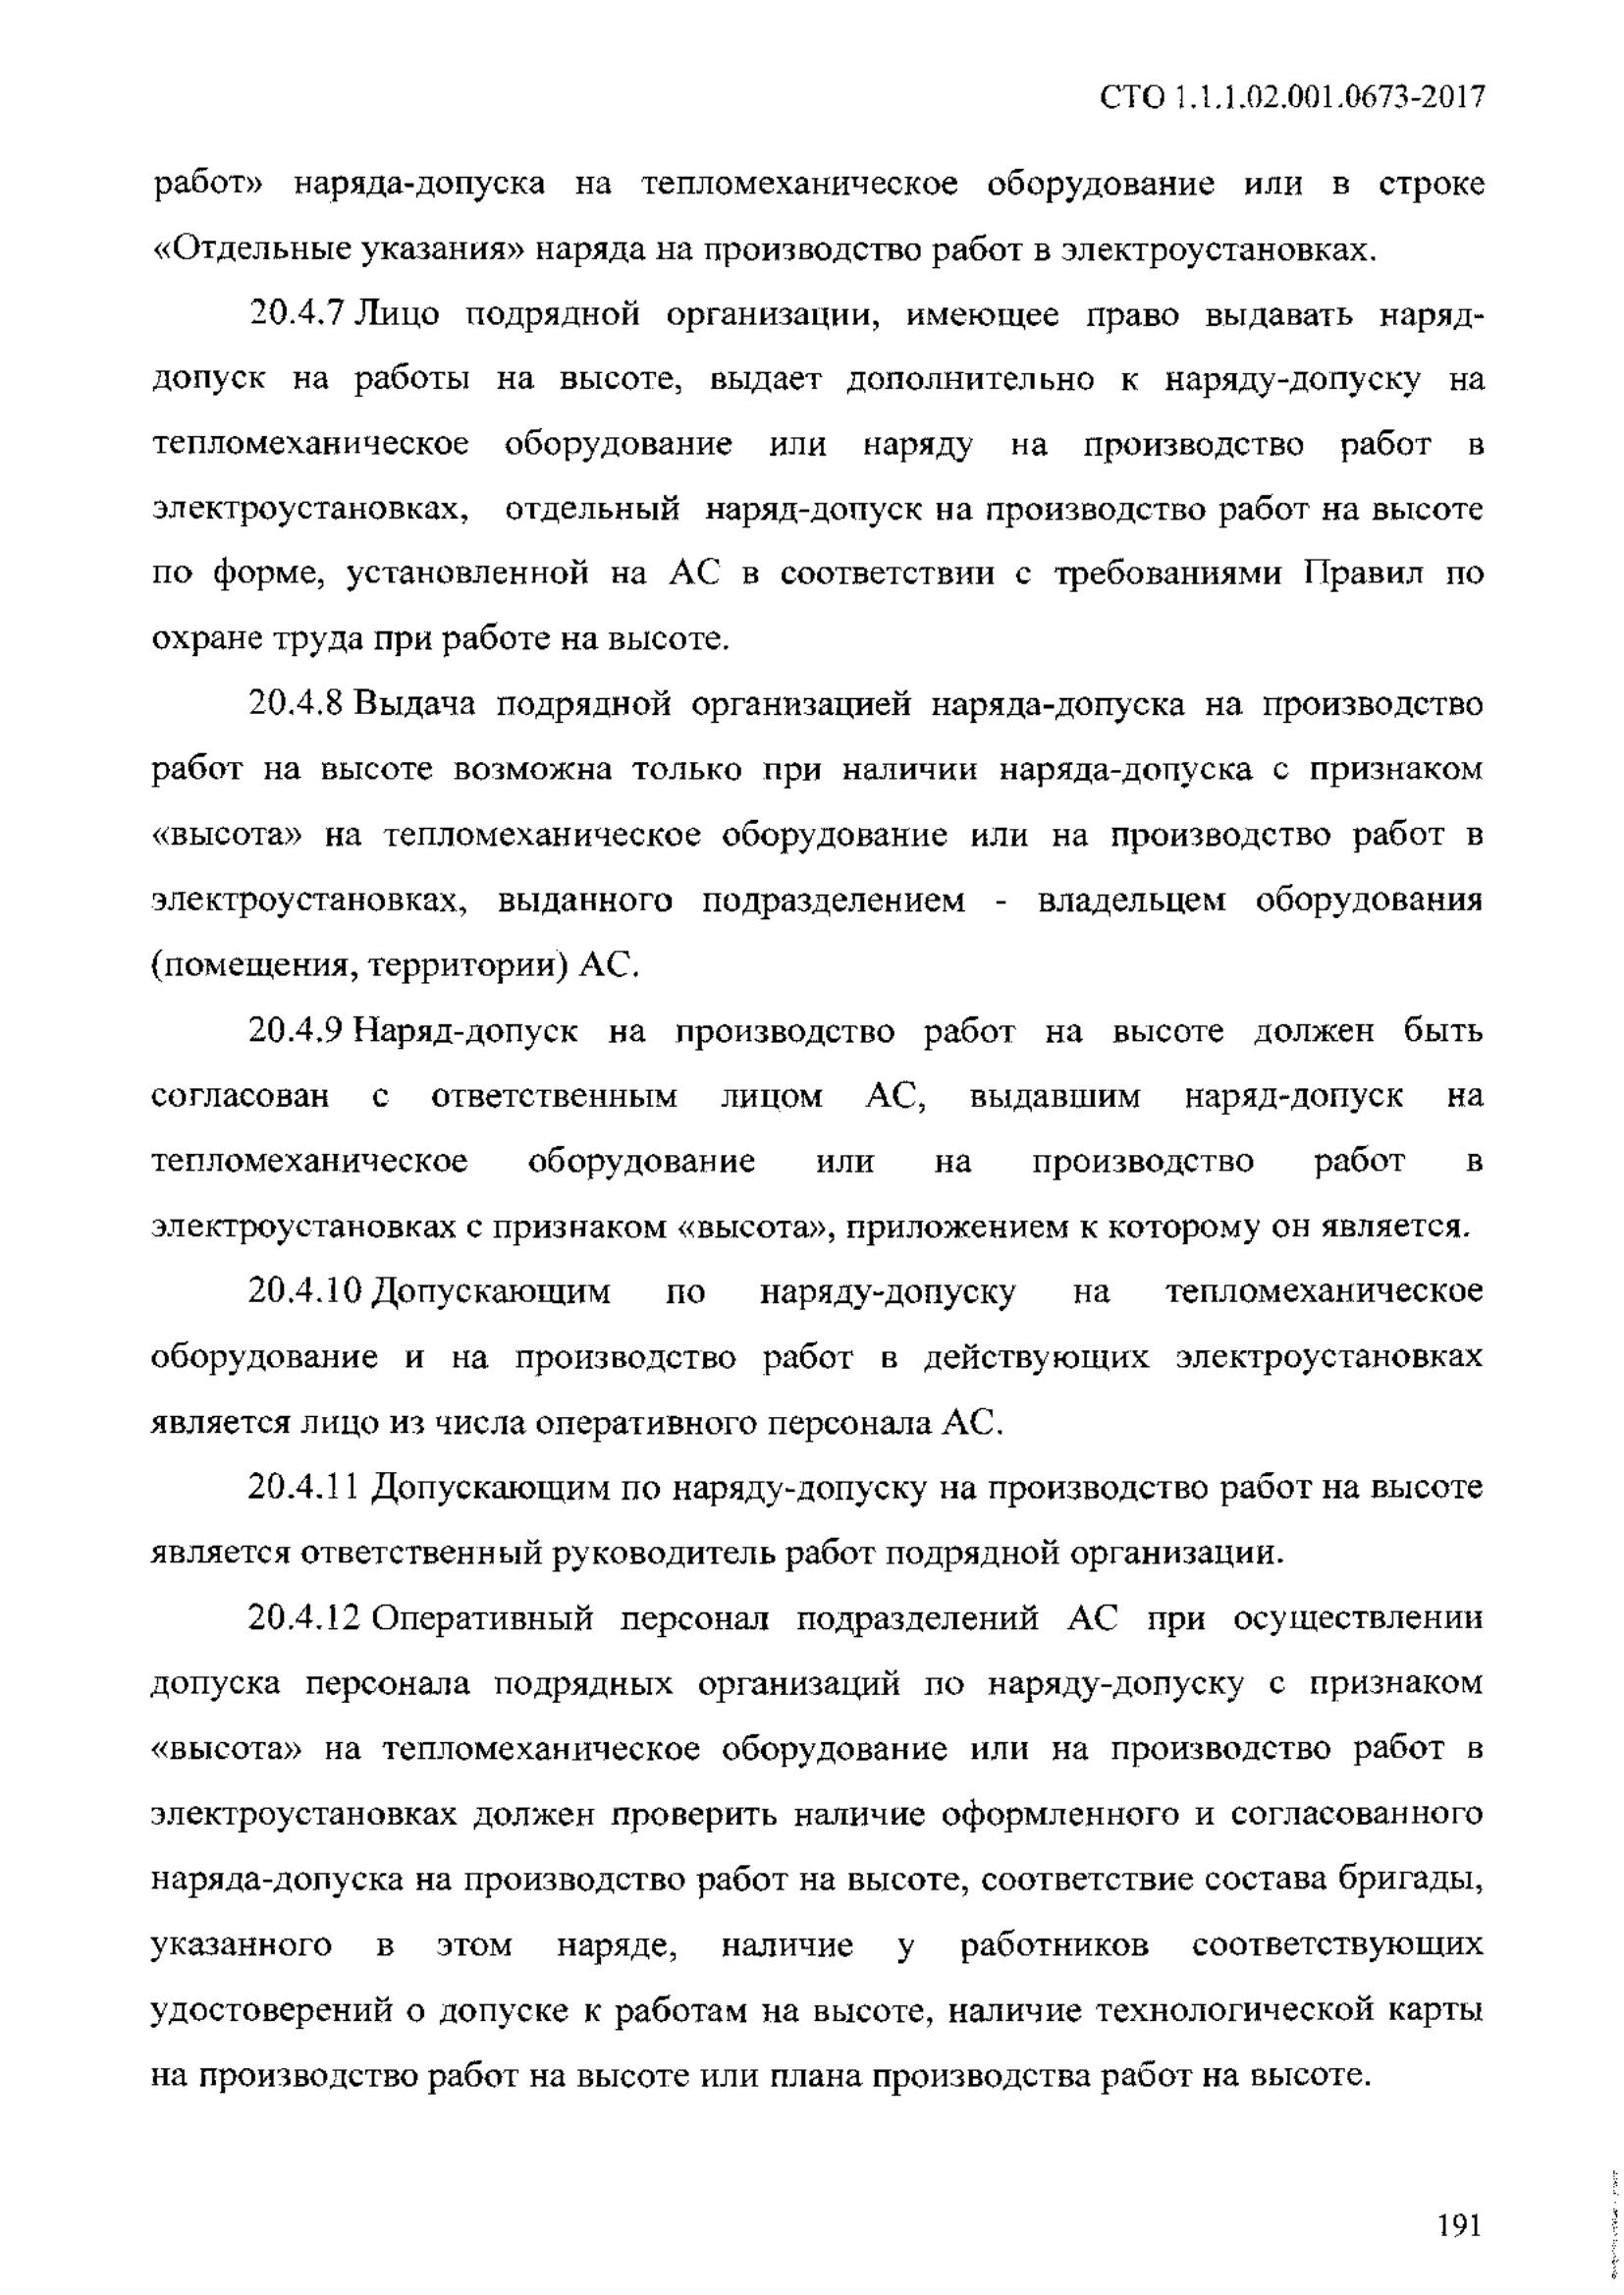 СТО 1.1.1.02.001.0673-2017
работ» наряда-допуска на тепломеханическое оборудование или в строке
«Отдельные указания» наряда на производство работ в электроустановках.
20.4.7 Лицо подрядной организации, имеющее право выдавать наряд-
допуск на работы на высоте, выдает дополнительно к наряду-допуску на
тепломеханическое оборудование или наряду на производство работ в
электроустановках, отдельный наряд-допуск на производство работ на высоте
по форме, установленной на АС в соответствии с требованиями Правил по
охране труда при работе на высоте.
20.4.8 Выдача подрядной организацией наряда-допуска на производство
работ на высоте возможна только при наличии наряда-допуска с признаком
«высота» на тепломеханическое оборудование или на производство работ в
электроустановках, выданного подразделением - владельцем оборудования
(помещения, территории) АС.
20.4.9 Наряд-допуск на производство работ на высоте должен быть
согласован с ответственным лицом АС, выдавшим наряд-допуск на
тепломеханическое оборудование или на производство работ в
электроустановках с признаком «высота», приложением к которому он является.
20.4.10 Допускающим по наряду-допуску на тепломеханическое
оборудование и на производство работ в действующих электроустановках
является лицо из числа оперативного персонала АС.
20.4.11 Допускающим по наряду-допуску на производство работ на высоте
является ответственный руководитель работ подрядной организации.
20.4.12 Оперативный персонал подразделений АС при осуществлении
допуска персонала подрядных организаций по наряду-допуску с признаком
«высота» на тепломеханическое оборудование или на производство работ в
электроустановках должен проверить наличие оформленного и согласованного
наряда-допуска на производство работ на высоте, соответствие состава бригады,
указанного в этом наряде, наличие у работников соответствующих
удостоверений о допуске к работам на высоте, наличие технологической карты
на производство работ на высоте или плана производства работ на высоте.
191